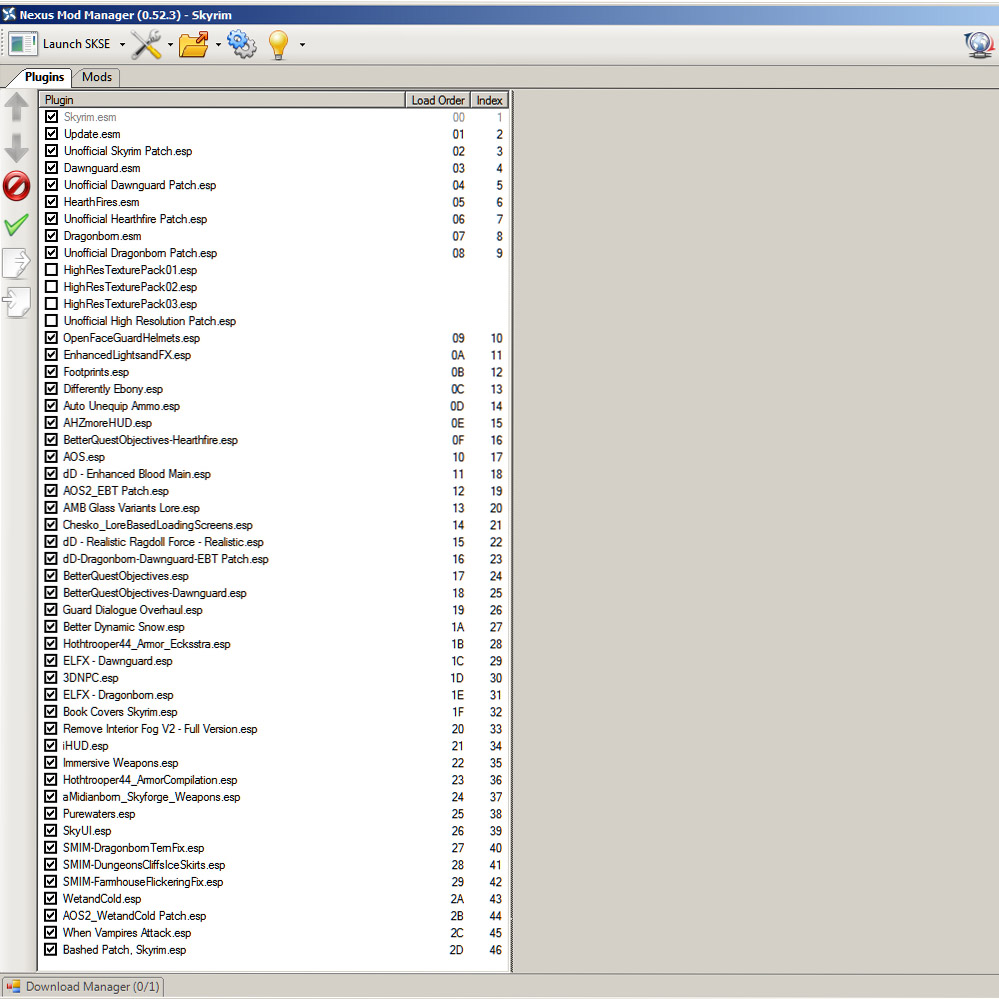 Nexus Mod Manager (0.52.3) - Skyrim
Launch SKSE
Plugins Mods
Plugin Load Order Index
Skyrim.esm 00 1
Update.esm 01 2
Unofficial Skyrim Patch.esp 02 3
Dawnguard.esm 03 4
Unofficial Dawnguard Patch.esp 04 5
HearthFires.esm 05 6
Unofficial Hearthfire Patch.esp 06 7
Dragonborn.esm 07 8
Unofficial Dragonborn Patch.esp 08 9
HighResTexturePack01.esp
HighResTexturePack02.esp
HighResTexturePack03.esp
Unofficial High Resolution Patch.esp
OpenFaceGuardHelmets.esp 09 10
EnhancedLightsandFX.esp 0A 11
Footprints.esp 0B 12
Differently Ebony.esp 0C 13
Auto Unequip Ammo.esp 0D 14
AHZmoreHUD.esp 0E 15
BetterQuestObjectives-Hearthfire.esp 0F 16
AOS.esp 10 17
dD - Enhanced Blood Main.esp 11 18
AOS2_EBT Patch.esp 12 19
AMB Glass Variants Lore.esp 13 20
Chesko_LoreBasedLoadingScreens.esp 14 21
dD - Realistic Ragdoll Force - Realistic.esp 15 22
dD-Dragonborn-Dawnguard-EBT Patch.esp 16 23
BetterQuestObjectives.esp 17 24
BetterQuestObjectives-Dawnguard.esp 18 25
Guard Dialogue Overhaul.esp 19 26
Better Dynamic Snow.esp 1A 27
Hothtrooper44_Armor_Ecksstra.esp 1B 28
ELFX - Dawnguard.esp 1C 29
3DNPC.esp 1D 30
ELFX - Dragonborn.esp 1E 31
Book Covers Skyrim.esp 1F 32
Remove Interior Fog V2 - Full Version.esp 20 33
iHUD.esp 21 34
Immersive Weapons.esp 22 35
Hothtrooper44_ArmorCompilation.esp 23 36
aMidianborn_Skyforge_Weapons.esp 24 37
Purewaters.esp 25 38
SkyUI.esp 26 39
SMIM-DragonbornTernFix.esp 27 40
SMIM-DungeonsCliffsIceSkirts.esp 28 41
SMIM-FarmhouseFlickeringFix.esp 29 42
WetandCold.esp 2A 43
AOS2_WetandCold Patch.esp 2B 44
When Vampires Attack.esp 2C 45
Bashed Patch, Skyrim.esp 2D 46
Download Manager (0/1)